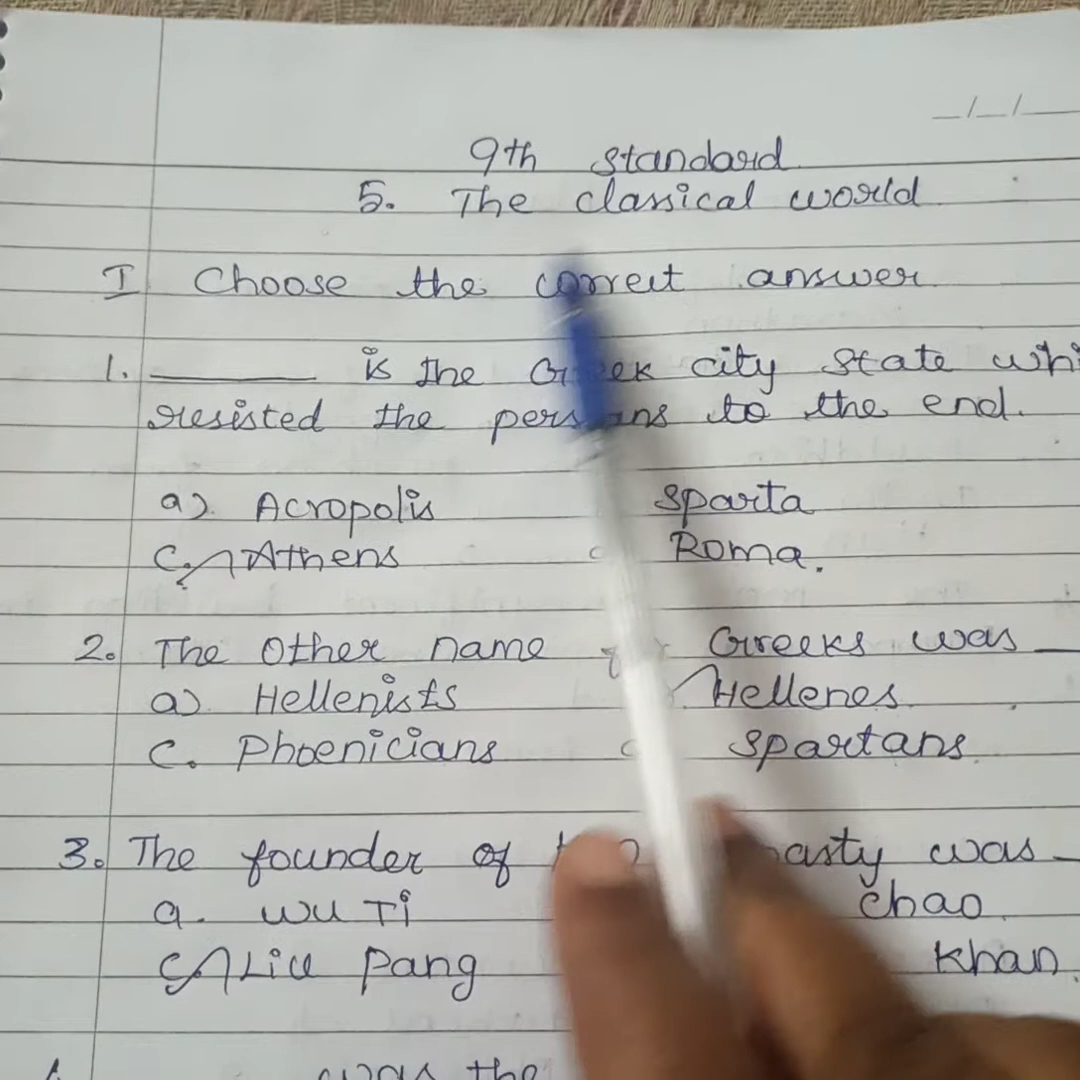 _/_/_
9th standard
5. The classical world
I Choose the correct answer
1. ______ is the Greek city state whi
resisted the persians to the end.
a) Acropolis sparta
c. Athens Roma.
2. The Other name Greeks was _
a) Hellenists Hellenes
c. Phoenicians spartans
3. The founder of was _
a. wu Ti chao
c Liu pang khan
was the